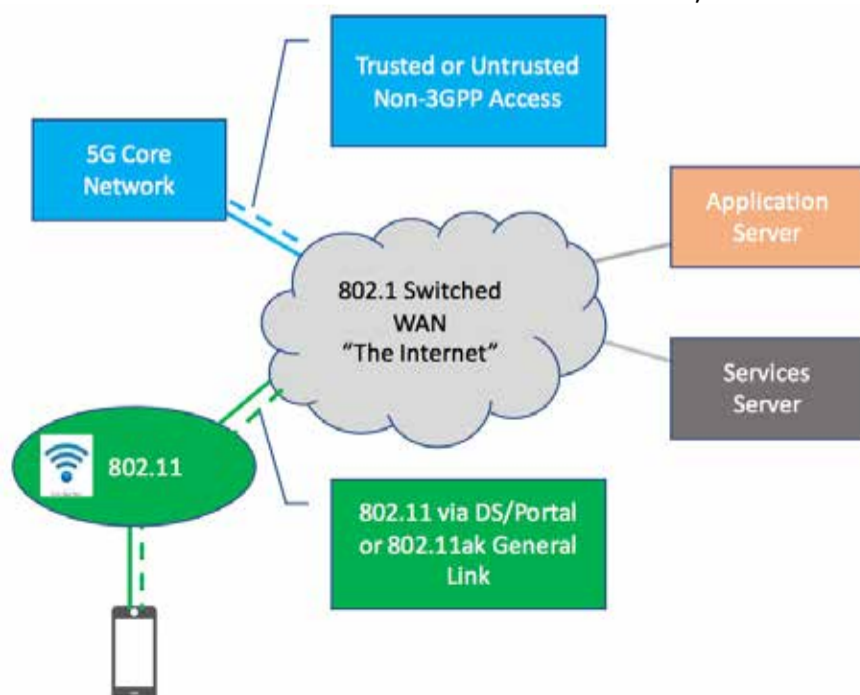 Trusted or Untrusted
Non-3GPP Access
5G Core
Network
Application
Server
802.1 Switched
WAN
“The Internet”
Services
Server
802.11
802.11 via DS/Portal
or 802.11ak General
Link